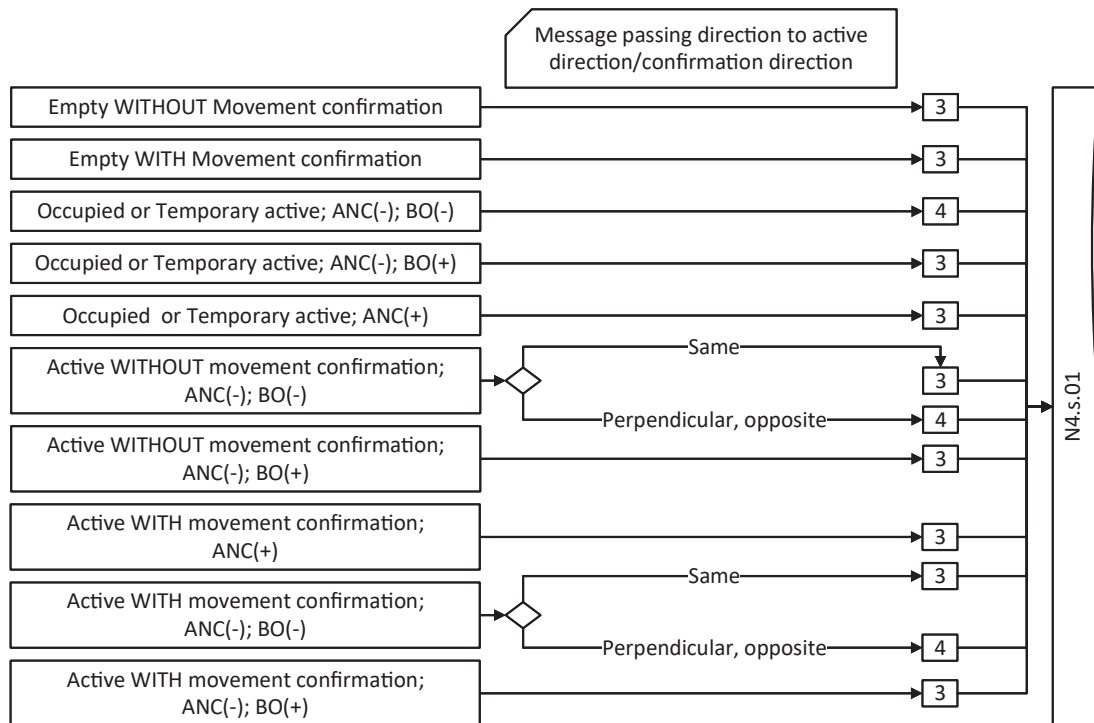 Message passing direction to active
direction/confirmation direction
Empty WITHOUT Movement confirmation
3
Empty WITH Movement confirmation
3
Occupied or Temporary active; ANC(-); BO(-)
4
Occupied or Temporary active; ANC(-); BO(+)
3
Occupied or Temporary active; ANC(+)
3
Active WITHOUT movement confirmation;
ANC(-); BO(-)
Same
3
Perpendicular, opposite
4
Active WITHOUT movement confirmation;
ANC(-); BO(+)
3
Active WITH movement confirmation;
ANC(+)
3
Active WITH movement confirmation;
ANC(-); BO(-)
Same
3
Perpendicular, opposite
4
Active WITH movement confirmation;
ANC(-); BO(+)
3
N4.s.01